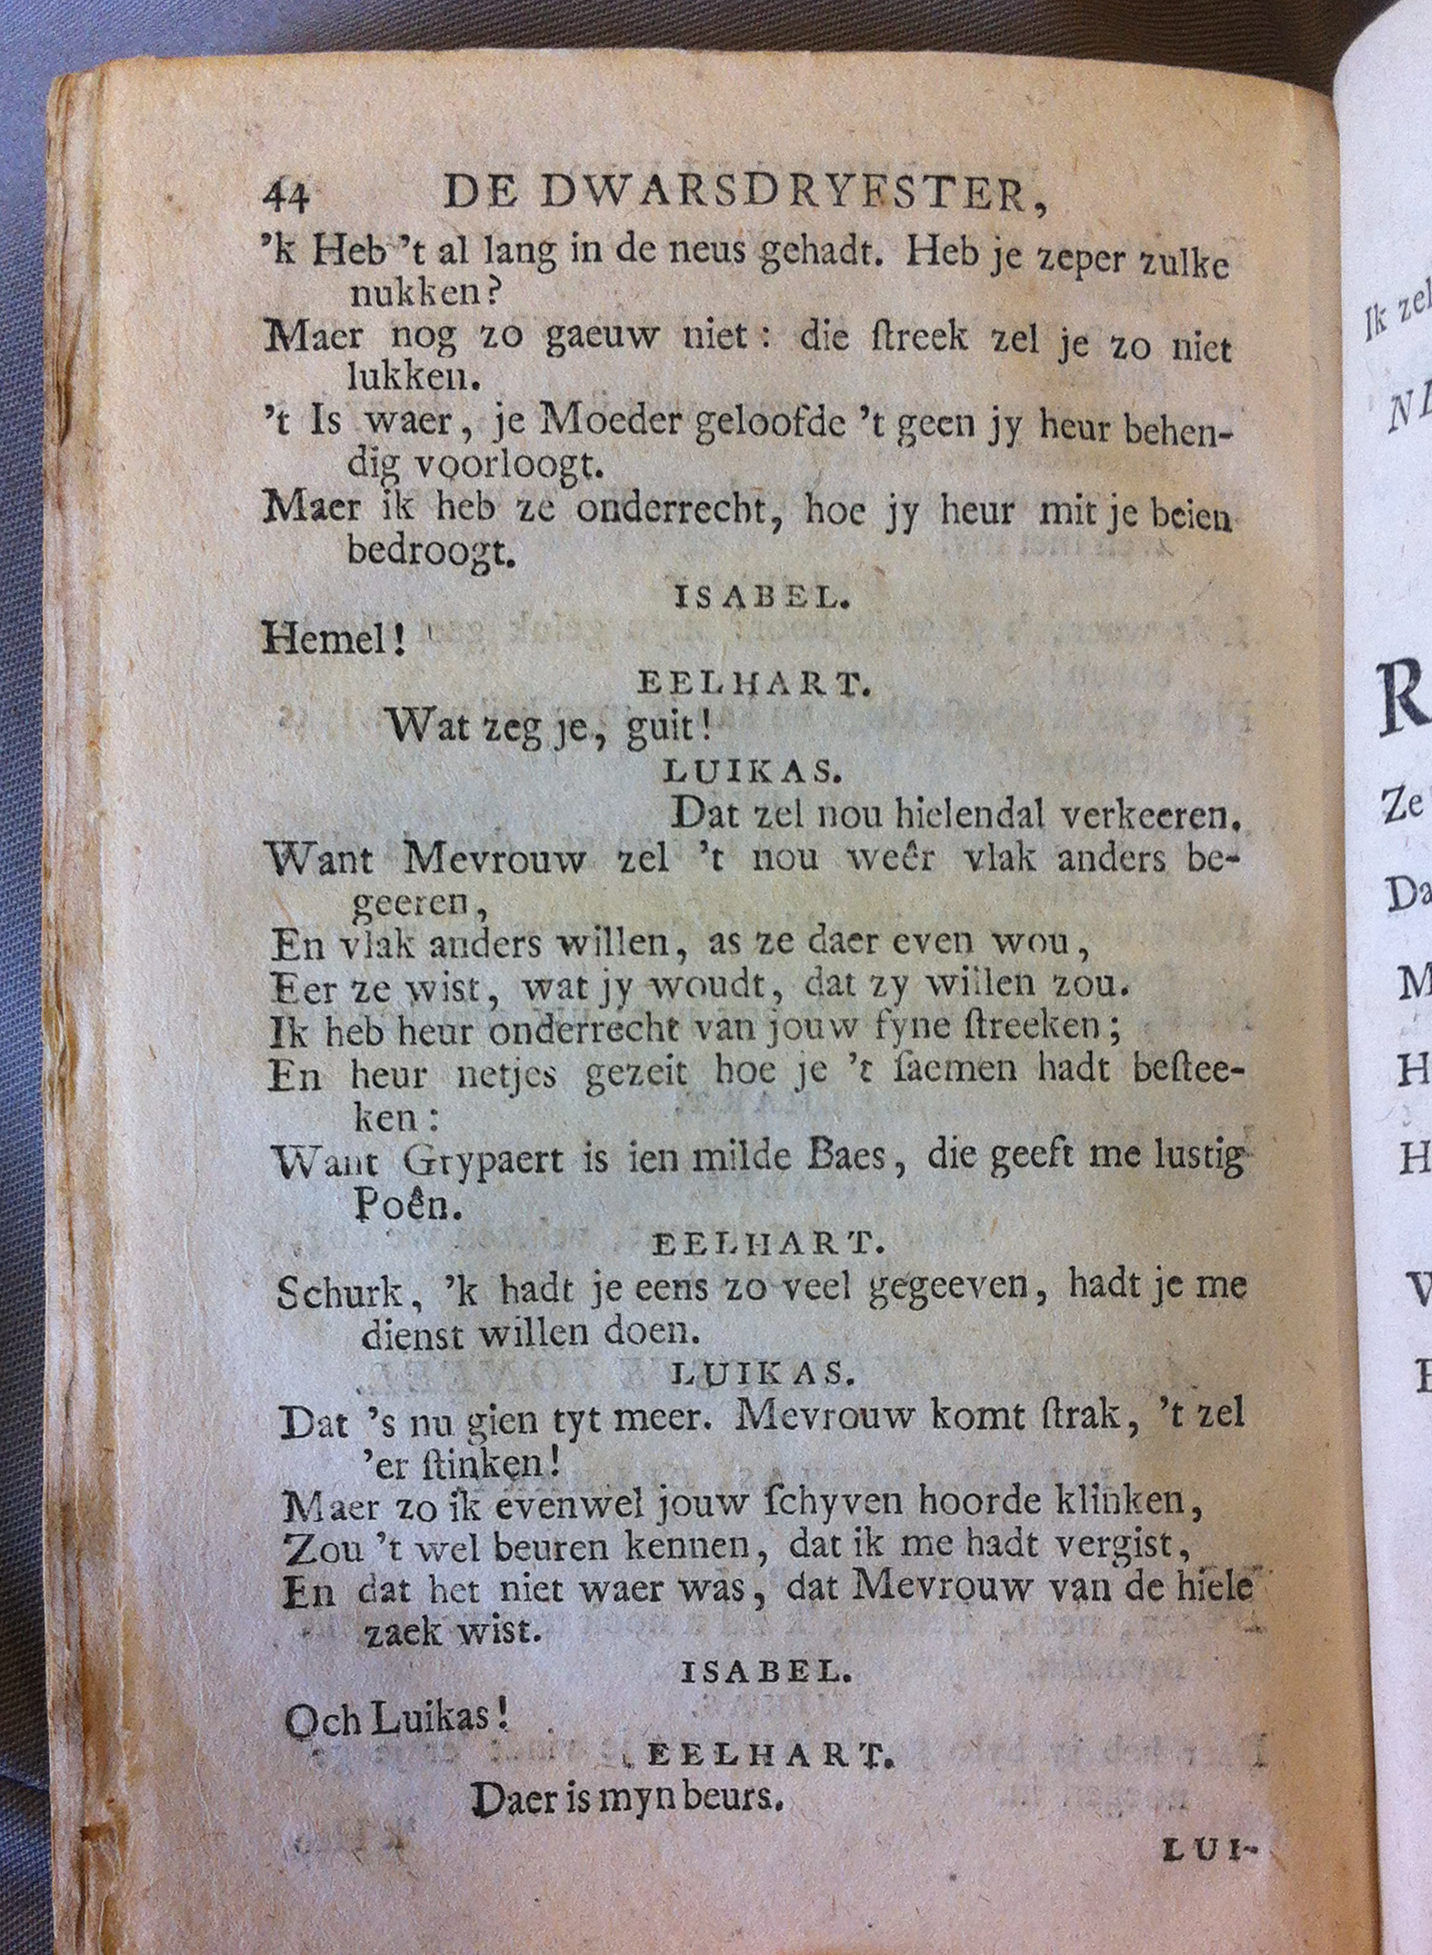 44 DE DWARSDRYFSTER,
’k Heb ’t al lang in de neus gehadt. Heb je zeper zulke
nukken?
Maer nog zo gaeuw niet: die ſtreek zel je zo niet
lukken.
’t Is waer, je Moeder geloofde ’t geen jy heur behen-
dig voorloogt.
Maer ik heb ze onderrecht, hoe jy heur mit je beien
bedroogt.
ISABEL.
Hemel!
EELHART.
Wat zeg je, guit!
LUIKAS.
Dat zel nou hielendal verkeeren.
Want Mevrouw zel ’t nou weêr vlak anders be-
geeren,
En vlak anders willen, as ze daer even wou,
Eer ze wist, wat jy woudt, dat zy willen zou.
Ik heb heur onderrecht van jouw fyne ſtreeken;
En heur netjes gezeit hoe je ’t ſaemen hadt beſtee-
ken:
Want Grypaert is ien milde Baes, die geeft me lustig
Poên.
EELHART.
Schurk, ’k hadt je eens zo veel gegeeven, hadt je me
dienst willen doen.
LUIKAS.
Dat ’s nu gien tyt meer. Mevrouw komt ſtrak, ’t zel
’er ſtinken!
Maer zo ik evenwel jouw ſchyven hoorde klinken,
Zou ’t wel beuren kennen, dat ik me hadt vergist,
En dat het niet waer was, dat Mevrouw van de hiele
zaek wist.
ISABEL.
Och Luikas!
EELHART.
Daer is myn beurs.
LUI-
Ik zel
R
Ze
Da
M
H
H